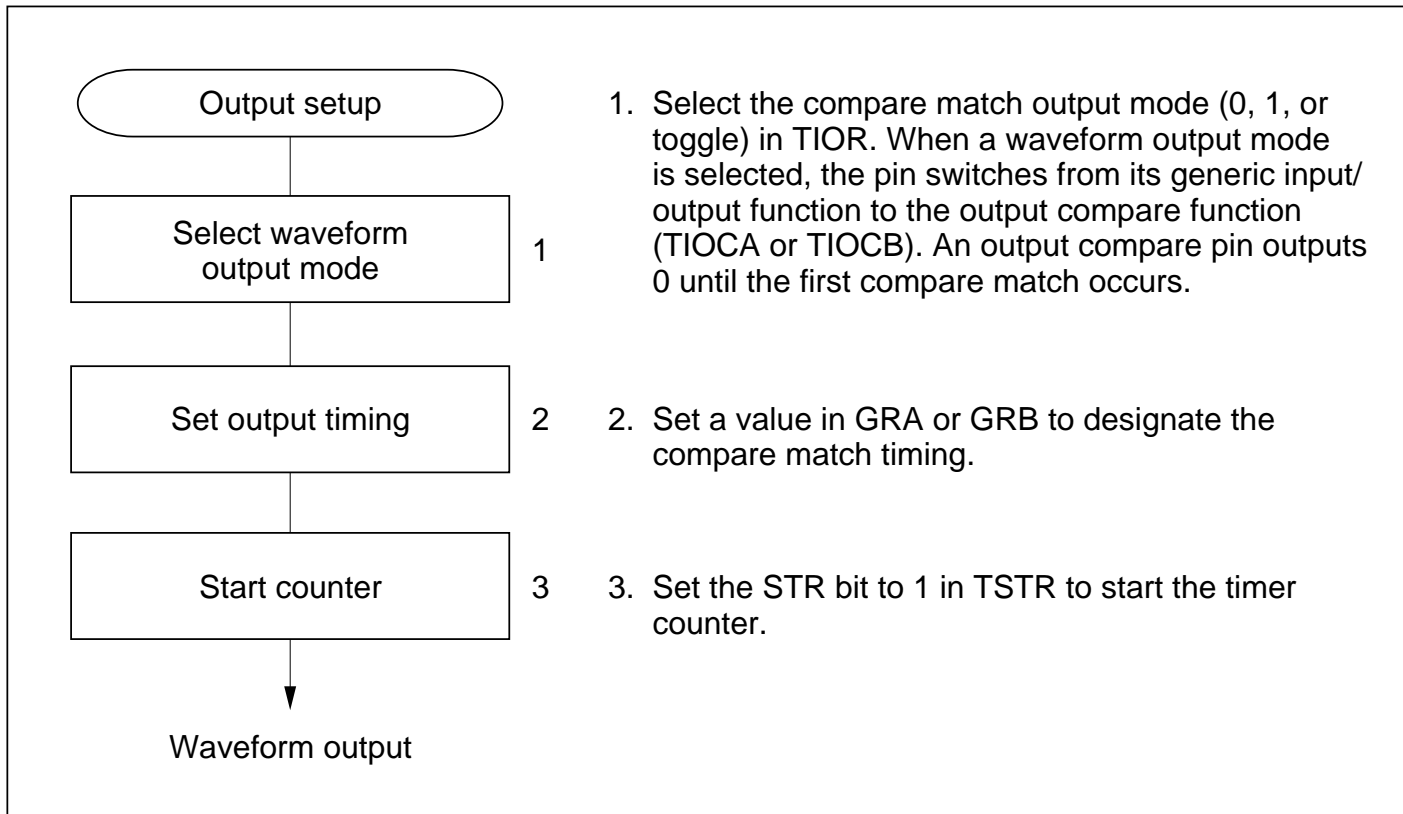 Output setup
1. Select the compare match output mode (0, 1, or
toggle) in TIOR. When a waveform output mode
is selected, the pin switches from its generic input/
output function to the output compare function
(TIOCA or TIOCB). An output compare pin outputs
0 until the first compare match occurs.
Select waveform
output mode
1
Set output timing
2
2. Set a value in GRA or GRB to designate the
compare match timing.
Start counter
3
3. Set the STR bit to 1 in TSTR to start the timer
counter.
Waveform output